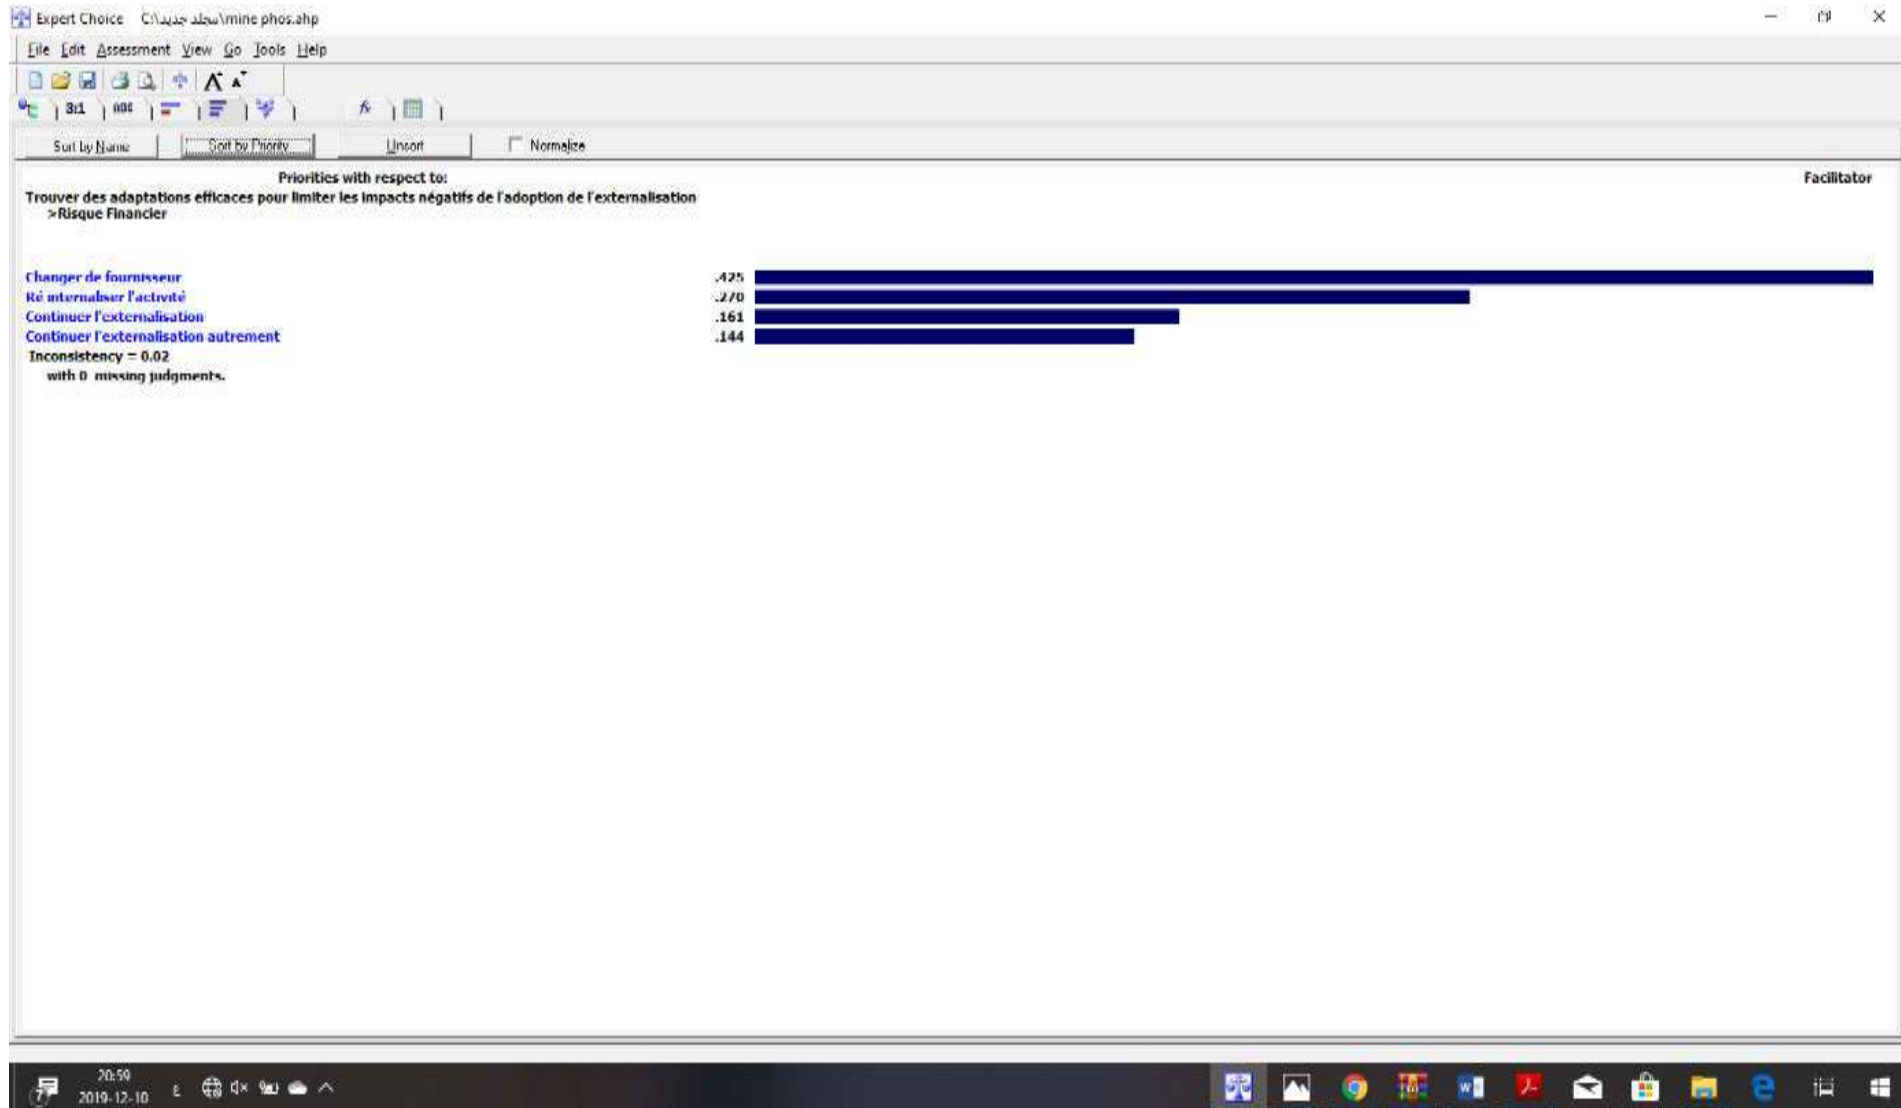 Expert Choice C:\مجلد جديد\mine phos.ahp
File Edit Assessment View Go Tools Help
3:1 ABC
Sort by Name Sort by Priority Unsort Normalize
Priorities with respect to: Facilitator
Trouver des adaptations efficaces pour limiter les impacts négatifs de l'adoption de l'externalisation
>Risque Financier
Changer de fournisseur .425
Ré internaliser l'activité .270
Continuer l'externalisation .161
Continuer l'externalisation autrement .144
Inconsistency = 0.02
with 0 missing judgments.
20:59
2019-12-10
ع